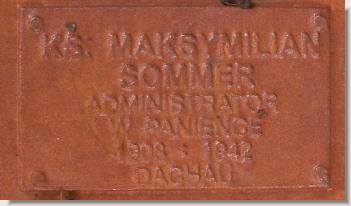 KS. MAKSYMILIAN
SOMMER
ADMINISTRATOR
W PANIENCE
1908 : 1942
DACHAU